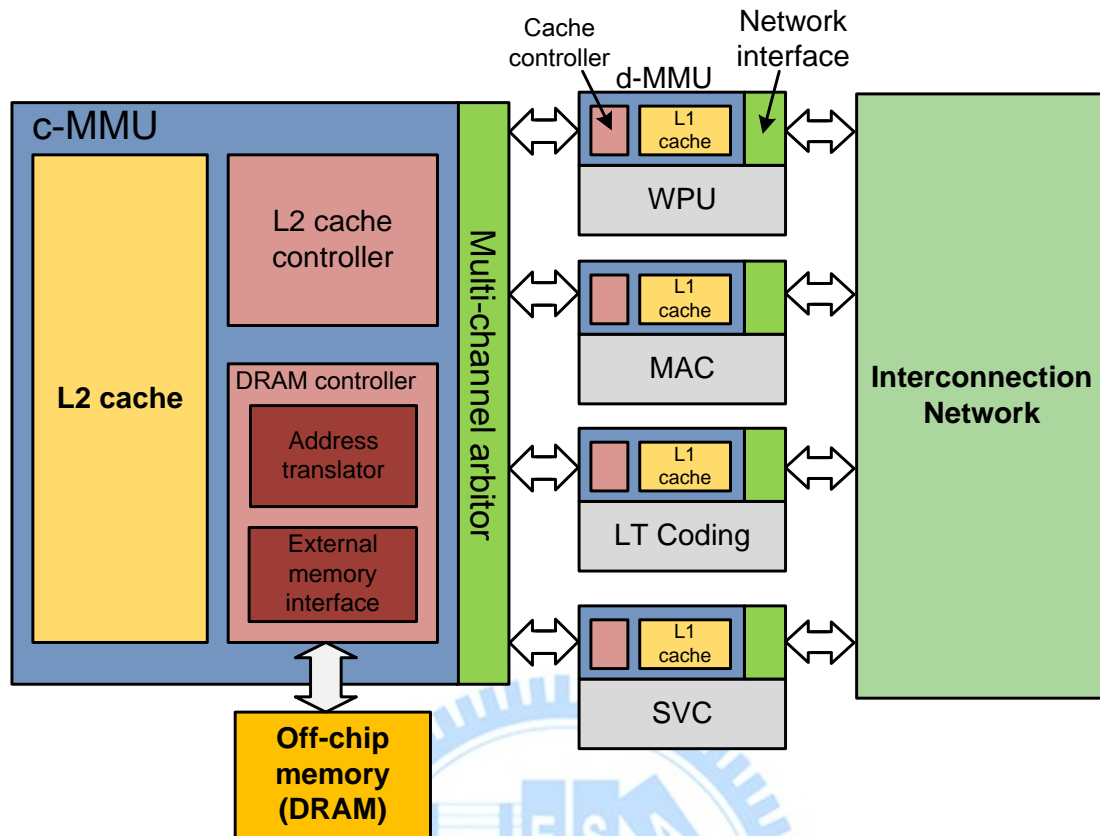 Cache
controller
Network
interface
d-MMU
c-MMU
L2 cache
L2 cache
controller
DRAM controller
Address
translator
External
memory
interface
Multi-channel arbitor
Off-chip
memory
(DRAM)
L1
cache
WPU
L1
cache
MAC
L1
cache
LT Coding
L1
cache
SVC
Interconnection
Network